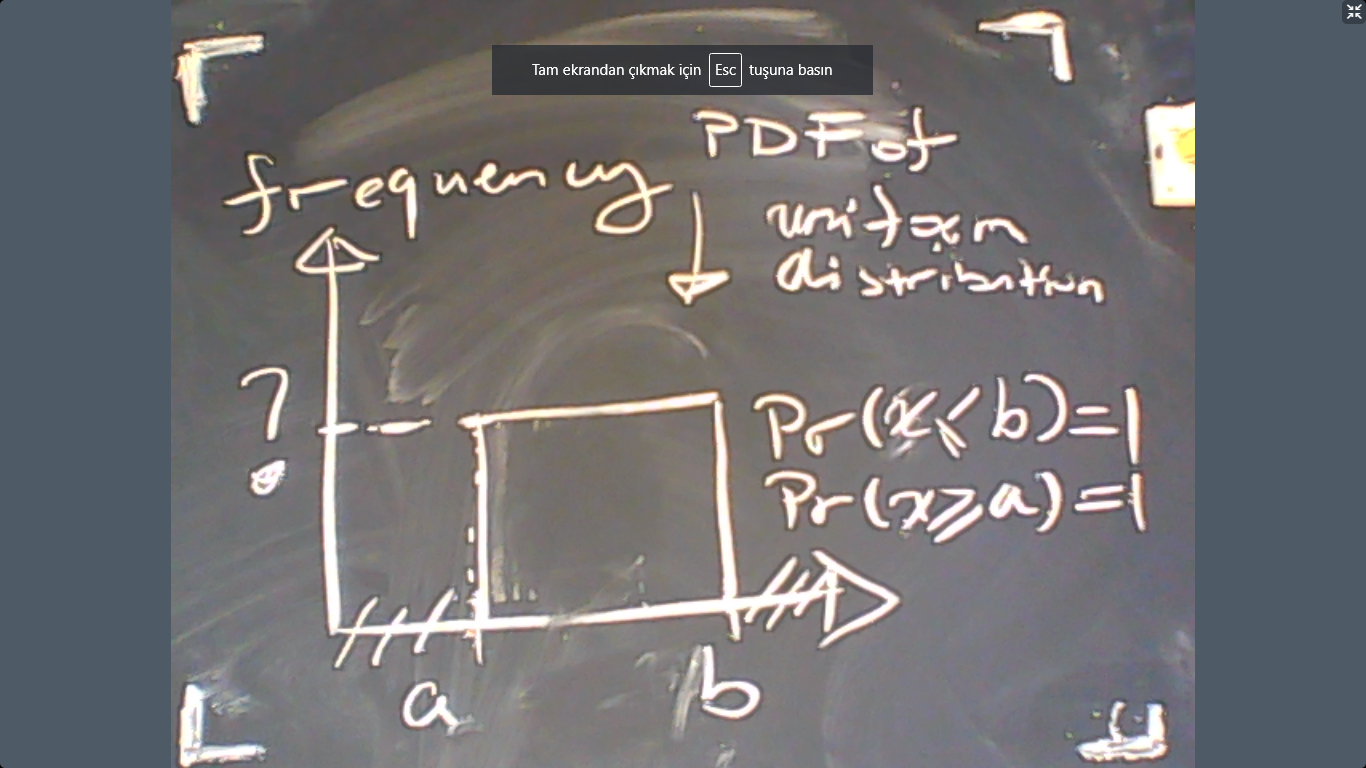 Tam ekrandan çıkmak için Esc tuşuna basın
PDF of
uniform
distribution
frequency
?
Pr(x≤b)=1
Pr(x≥a)=1
a
b